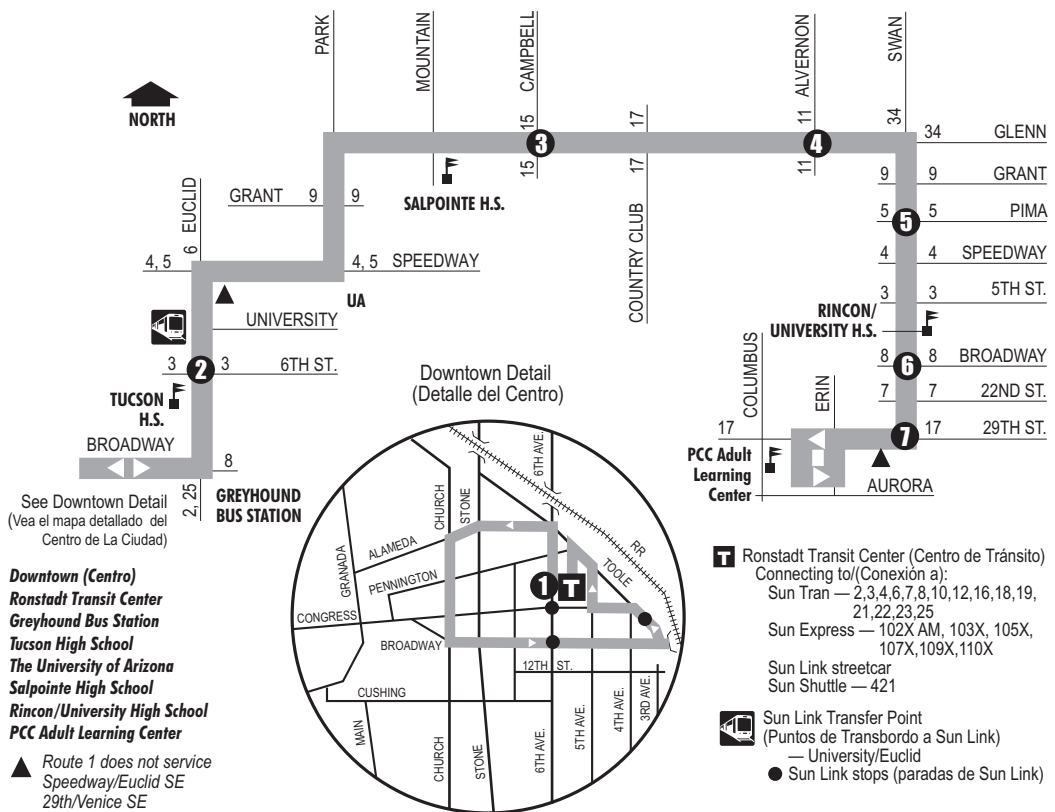 PARK
MOUNTAIN
CAMPBELL
ALVERNON
SWAN
NORTH
15
17
11
34
34
GLENN
3
4
15
17
11
9
9
GRANT
EUCLID
GRANT
9
9
SALPOINTE H.S.
COUNTRY CLUB
5
5
5
PIMA
6
4, 5
4, 5
SPEEDWAY
4
4
SPEEDWAY
UA
3
3
5TH ST.
UNIVERSITY
RINCON/
UNIVERSITY H.S.
3
2
3
6TH ST.
8
6
8
BROADWAY
TUCSON
H.S.
COLUMBUS
ERIN
7
7
22ND ST.
17
7
17
29TH ST.
BROADWAY
8
PCC Adult
Learning
Center
AURORA
2, 25
GREYHOUND
BUS STATION
See Downtown Detail
(Vea el mapa detallado del
Centro de La Ciudad)
Downtown Detail
(Detalle del Centro)
6TH AVE.
CHURCH
STONE
RR
GRANADA
ALAMEDA
TOOLE
PENNINGTON
1
T
CONGRESS
BROADWAY
12TH ST.
CUSHING
MAIN
CHURCH
STONE
6TH AVE.
5TH AVE.
4TH AVE.
3RD AVE.
Downtown (Centro)
Ronstadt Transit Center
Greyhound Bus Station
Tucson High School
The University of Arizona
Salpointe High School
Rincon/University High School
PCC Adult Learning Center
Route 1 does not service
Speedway/Euclid SE
29th/Venice SE
T Ronstadt Transit Center (Centro de Tránsito)
Connecting to/(Conexión a):
Sun Tran — 2,3,4,6,7,8,10,12,16,18,19,
21,22,23,25
Sun Express — 102X AM, 103X, 105X,
107X,109X,110X
Sun Link streetcar
Sun Shuttle — 421
Sun Link Transfer Point
(Puntos de Transbordo a Sun Link)
— University/Euclid
Sun Link stops (paradas de Sun Link)